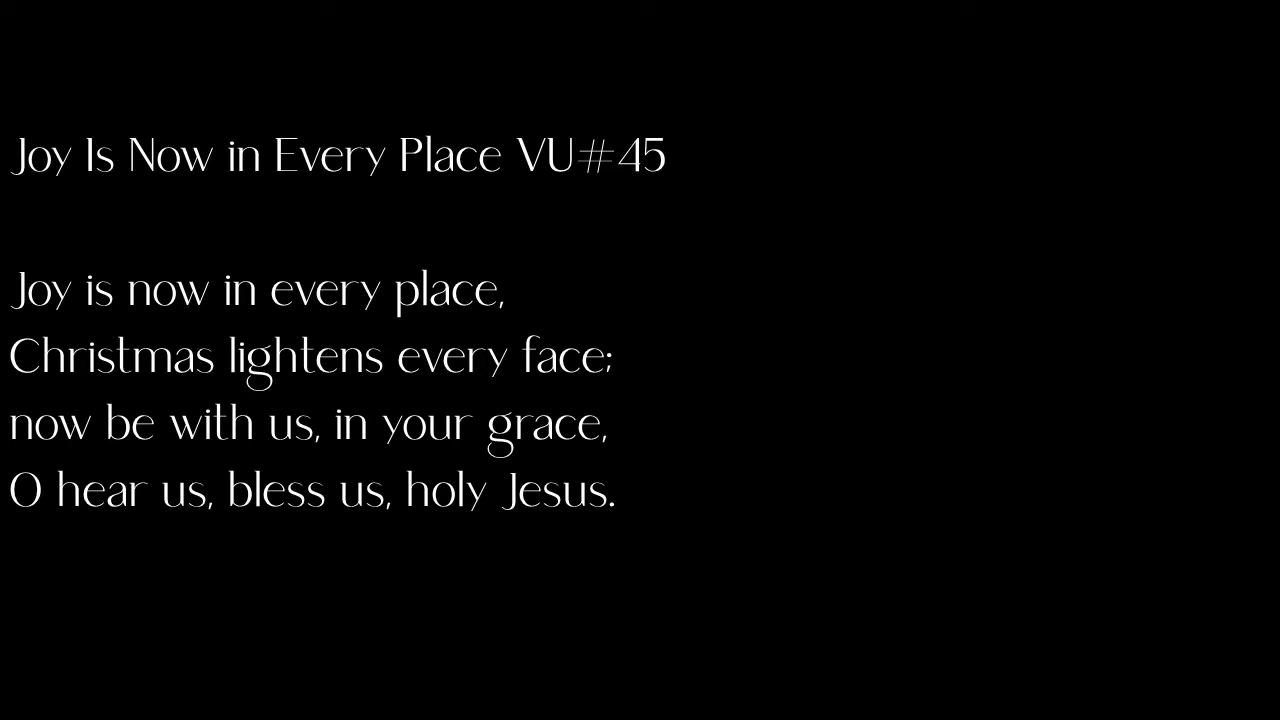 Joy Is Now in Every Place VU#45
Joy is now in every place,
Christmas lightens every face;
now be with us, in your grace,
O hear us, bless us, holy Jesus.